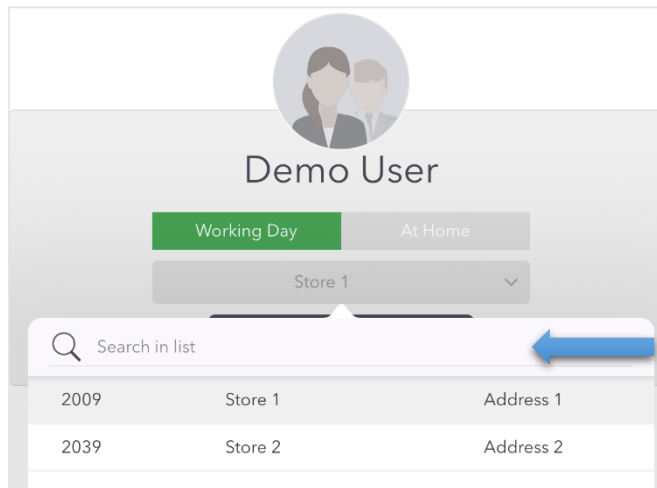 Demo User
Working Day At Home
Store 1
Search in list
2009 Store 1 Address 1
2039 Store 2 Address 2